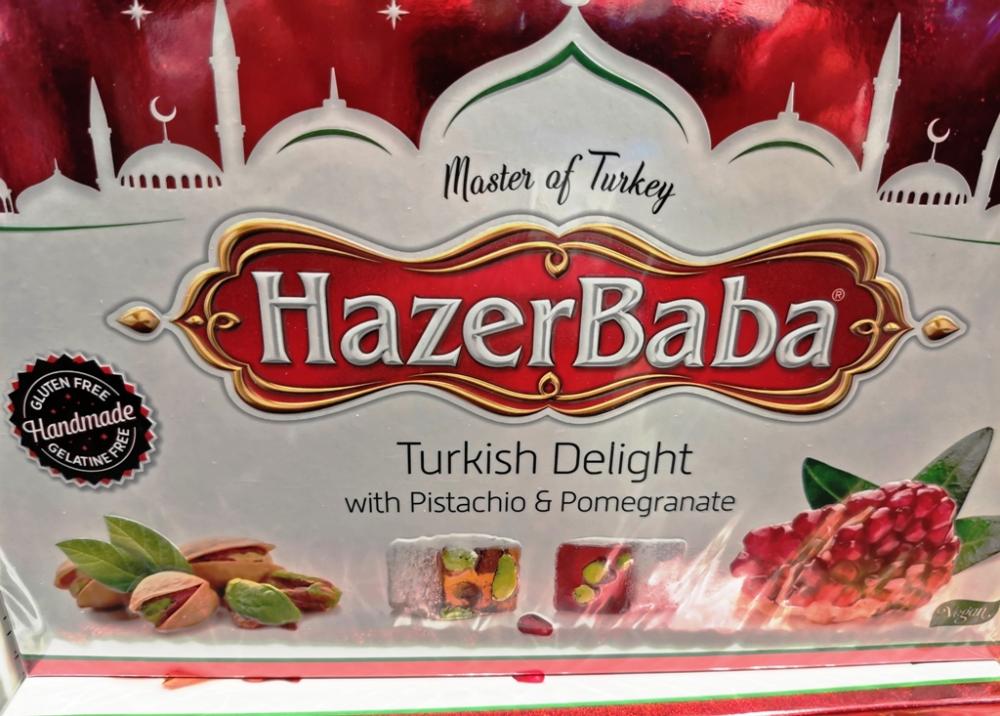 Master of Turkey
HazerBaba®
GLUTEN FREE
Handmade
GELATINE FREE
Turkish Delight
with Pistachio & Pomegranate
Vegan